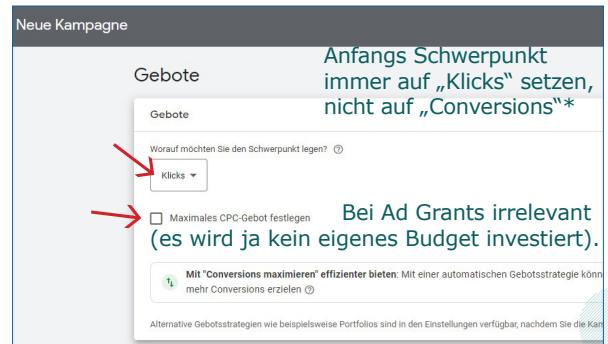 Neue Kampagne
Gebote
Anfangs Schwerpunkt
immer auf „Klicks“ setzen,
nicht auf „Conversions“*
Gebote
Worauf möchten Sie den Schwerpunkt legen?
Klicks
Maximales CPC-Gebot festlegen
Bei Ad Grants irrelevant
(es wird ja kein eigenes Budget investiert).
Mit "Conversions maximieren" effizienter bieten: Mit einer automatischen Gebotsstrategie könn
mehr Conversions erzielen
Alternative Gebotsstrategien wie beispielsweise Portfolios sind in den Einstellungen verfügbar, nachdem Sie die Kam